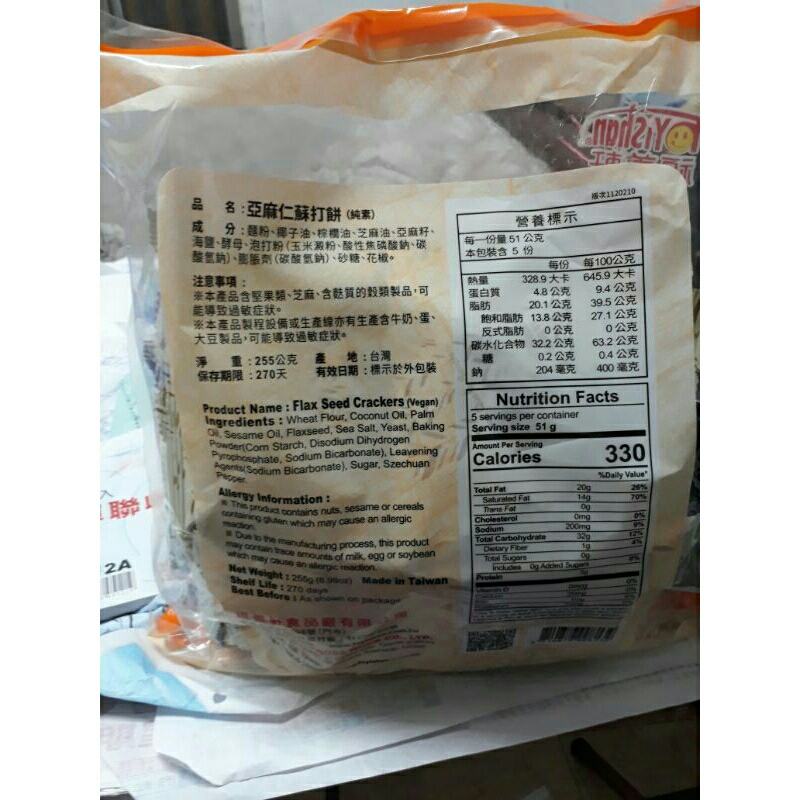 Yishan
版次1120210
品 名:亞麻仁蘇打餅(純素)
成 分:麵粉、椰子油、棕櫚油、芝麻油、亞麻籽、
海鹽、酵母、泡打粉(玉米澱粉、酸性焦磷酸鈉、碳
酸氫鈉)、膨脹劑(碳酸氫鈉)、砂糖、花椒。
注意事項:
※本產品含堅果類、芝麻、含麩質的穀類製品,可
能導致過敏症狀。
※本產品製程設備或生產線亦有生產含牛奶、蛋、
大豆製品,可能導致過敏症狀。
淨 重:255公克 產 地:台灣
保存期限:270天 有效日期:標示於外包裝
Product Name : Flax Seed Crackers (Vegan)
Ingredients : Wheat Flour, Coconut Oil, Palm
Oil, Sesame Oil, Flaxseed, Sea Salt, Yeast, Baking
Powder(Corn Starch, Disodium Dihydrogen
Pyrophosphate, Sodium Bicarbonate), Leavening
Agents(Sodium Bicarbonate), Sugar, Szechuan
Pepper.
Allergy Information :
※ This product contains nuts, sesame or cereals
containing gluten which may cause an allergic
reaction.
※ Due to the manufacturing process, this product
may contain trace amounts of milk, egg or soybean
which may cause an allergic reaction.
Net Weight : 255g (8.99oz) Made in Taiwan
Shelf Life : 270 days
Best Before : As shown on package
營養標示
每一份量 51 公克
本包裝含 5 份
每份 每100公克
熱量 328.9 大卡 645.9 大卡
蛋白質 4.8 公克 9.4 公克
脂肪 20.1 公克 39.5 公克
飽和脂肪 13.8 公克 27.1 公克
反式脂肪 0 公克 0 公克
碳水化合物 32.2 公克 63.2 公克
糖 0.2 公克 0.4 公克
鈉 204 毫克 400 毫克
Nutrition Facts
5 servings per container
Serving size 51 g
Amount Per Serving
Calories 330
%Daily Value*
Total Fat 20g 26%
Saturated Fat 14g 70%
Trans Fat 0g
Cholesterol 0mg 0%
Sodium 200mg 9%
Total Carbohydrate 32g 12%
Dietary Fiber 1g 4%
Total Sugars 0g
Includes 0g Added Sugars
Protein
Vitamin D
食品廠有限
CO., LTD.
聯
2A